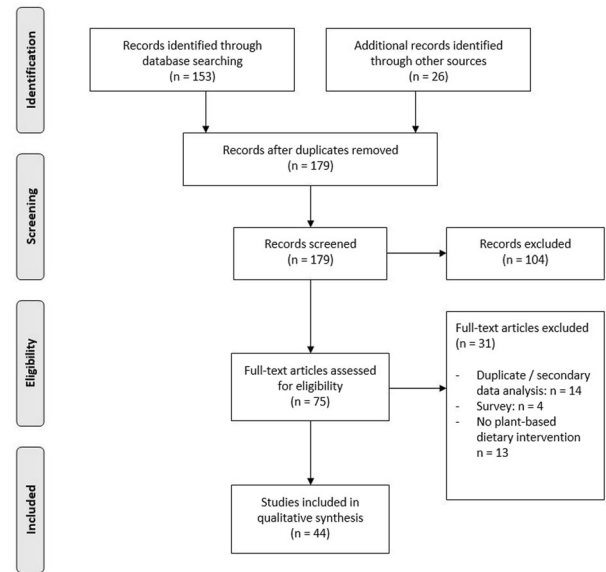 Identification
Records identified through
database searching
(n = 153)
Additional records identified
through other sources
(n = 26)
Records after duplicates removed
(n = 179)
Screening
Records screened
(n = 179)
Records excluded
(n = 104)
Eligibility
Full-text articles assessed
for eligibility
(n = 75)
Full-text articles excluded
(n = 31)
- Duplicate / secondary
data analysis: n = 14
- Survey: n = 4
- No plant-based
dietary intervention
n = 13
Included
Studies included in
qualitative synthesis
(n = 44)